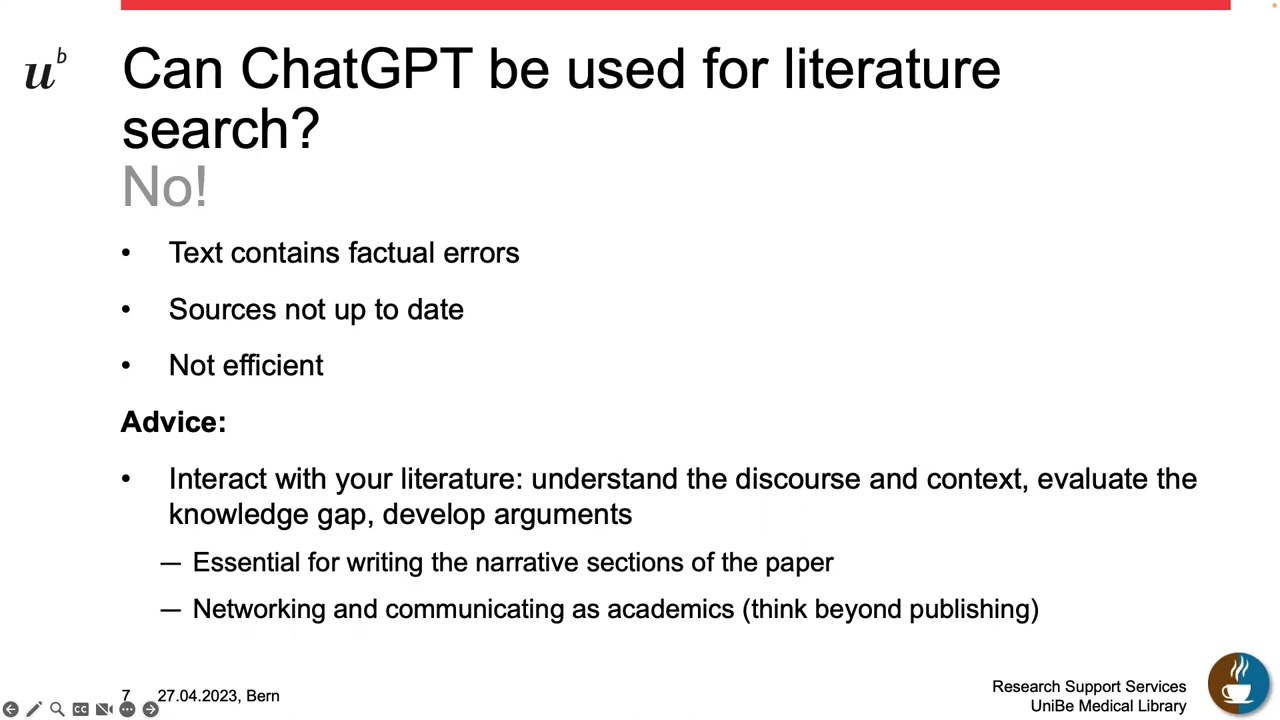 u b
Can ChatGPT be used for literature
search?
No!
• Text contains factual errors
• Sources not up to date
• Not efficient
Advice:
• Interact with your literature: understand the discourse and context, evaluate the
knowledge gap, develop arguments
— Essential for writing the narrative sections of the paper
— Networking and communicating as academics (think beyond publishing)
7 27.04.2023, Bern
Research Support Services
UniBe Medical Library
CC